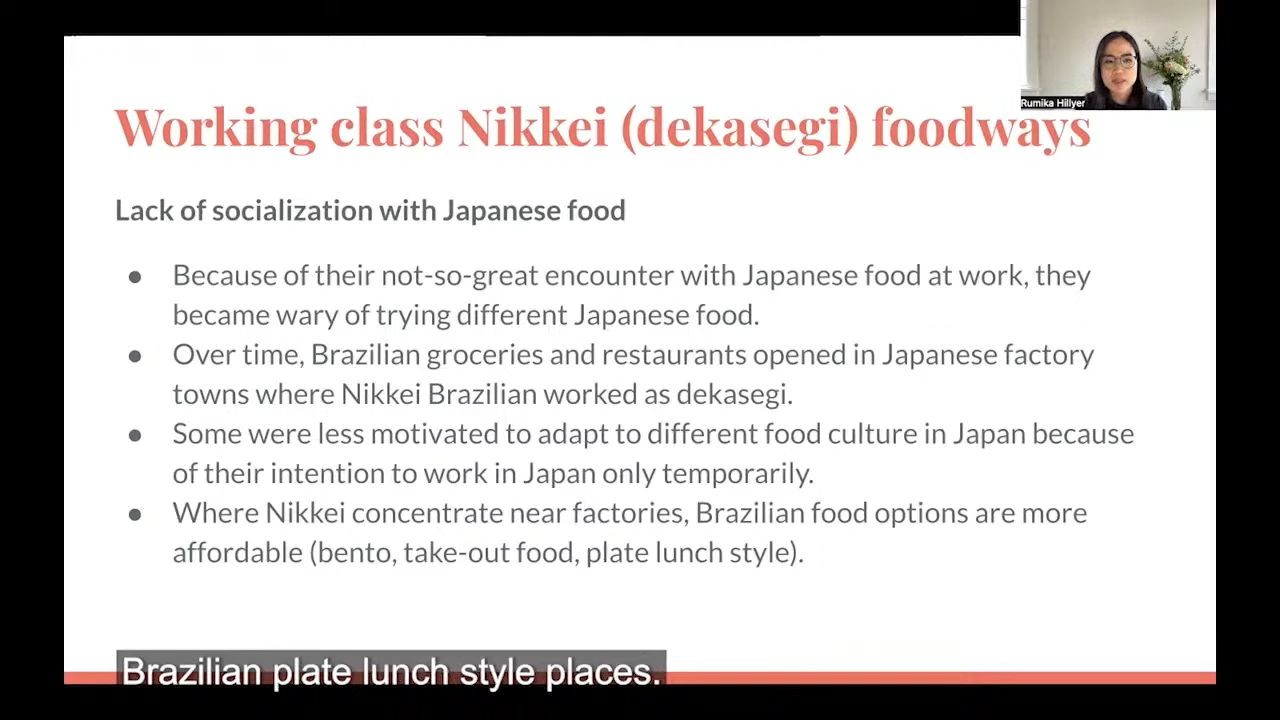 Rumika Hillyer
Working class Nikkei (dekasegi) foodways
Lack of socialization with Japanese food
● Because of their not-so-great encounter with Japanese food at work, they
became wary of trying different Japanese food.
● Over time, Brazilian groceries and restaurants opened in Japanese factory
towns where Nikkei Brazilian worked as dekasegi.
● Some were less motivated to adapt to different food culture in Japan because
of their intention to work in Japan only temporarily.
● Where Nikkei concentrate near factories, Brazilian food options are more
affordable (bento, take-out food, plate lunch style).
Brazilian plate lunch style places.